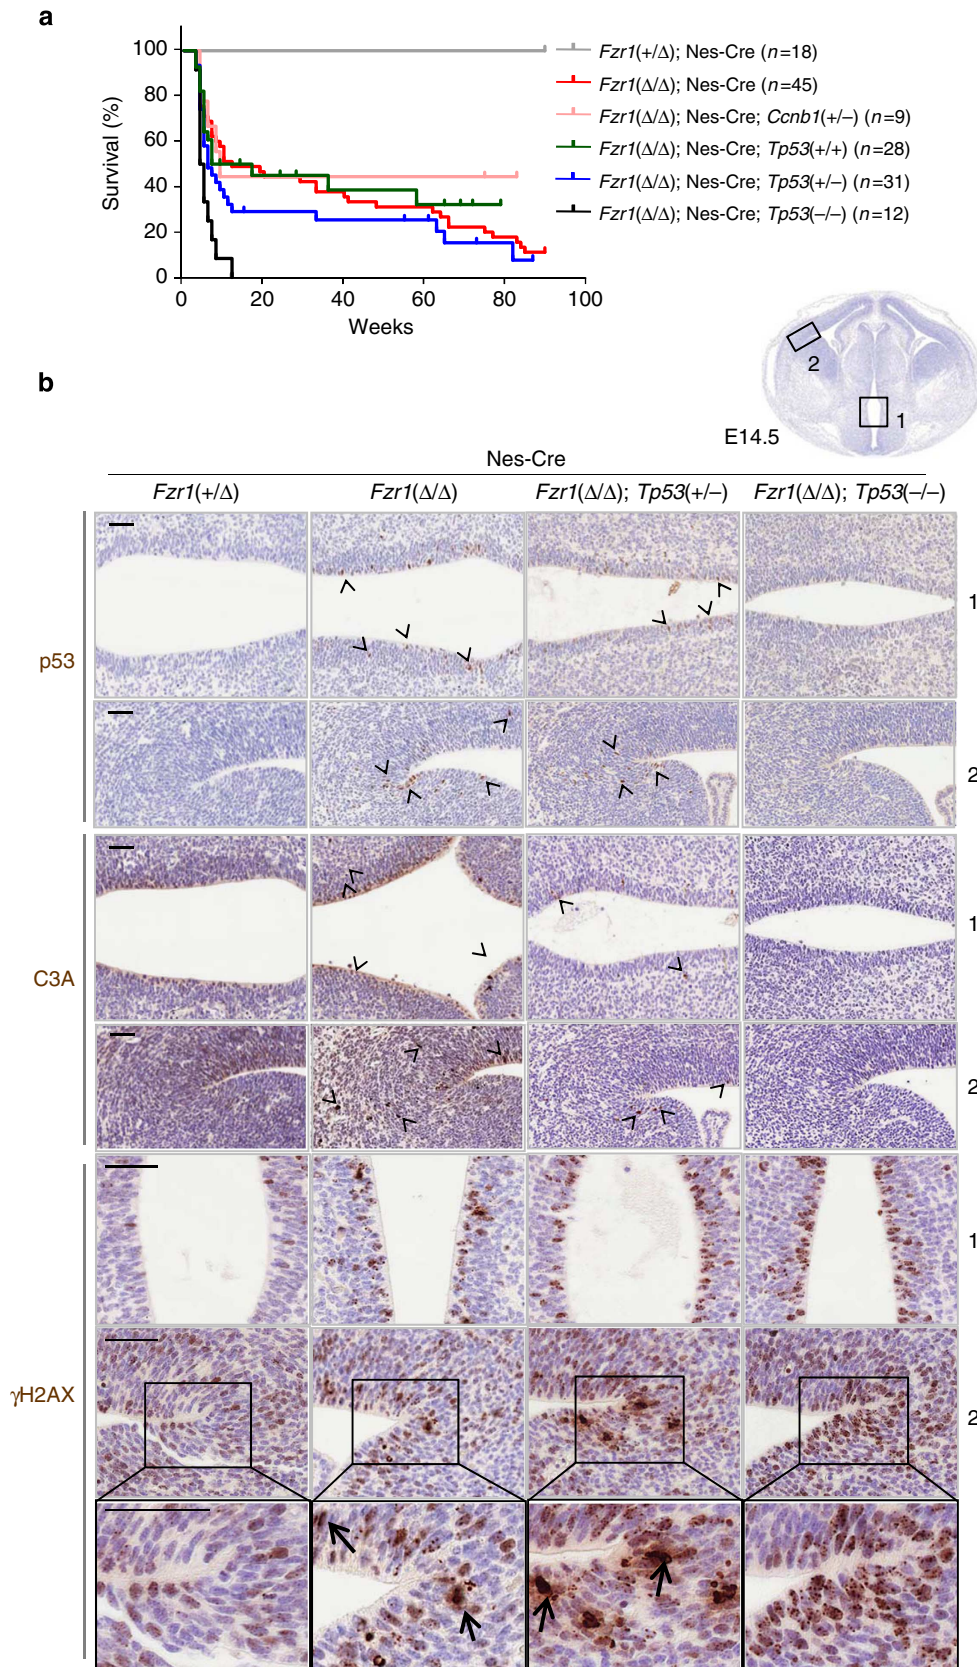 a
Survival (%)
100
80
60
40
20
0
0 20 40 60 80 100
Weeks
Fzr1(+/Δ); Nes-Cre (n=18)
Fzr1(Δ/Δ); Nes-Cre (n=45)
Fzr1(Δ/Δ); Nes-Cre; Ccnb1(+/–) (n=9)
Fzr1(Δ/Δ); Nes-Cre; Tp53(+/+) (n=28)
Fzr1(Δ/Δ); Nes-Cre; Tp53(+/–) (n=31)
Fzr1(Δ/Δ); Nes-Cre; Tp53(–/–) (n=12)
2
1
E14.5
b
Nes-Cre
Fzr1(+/Δ) Fzr1(Δ/Δ) Fzr1(Δ/Δ); Tp53(+/–) Fzr1(Δ/Δ); Tp53(–/–)
p53
1
2
C3A
1
2
γH2AX
1
2